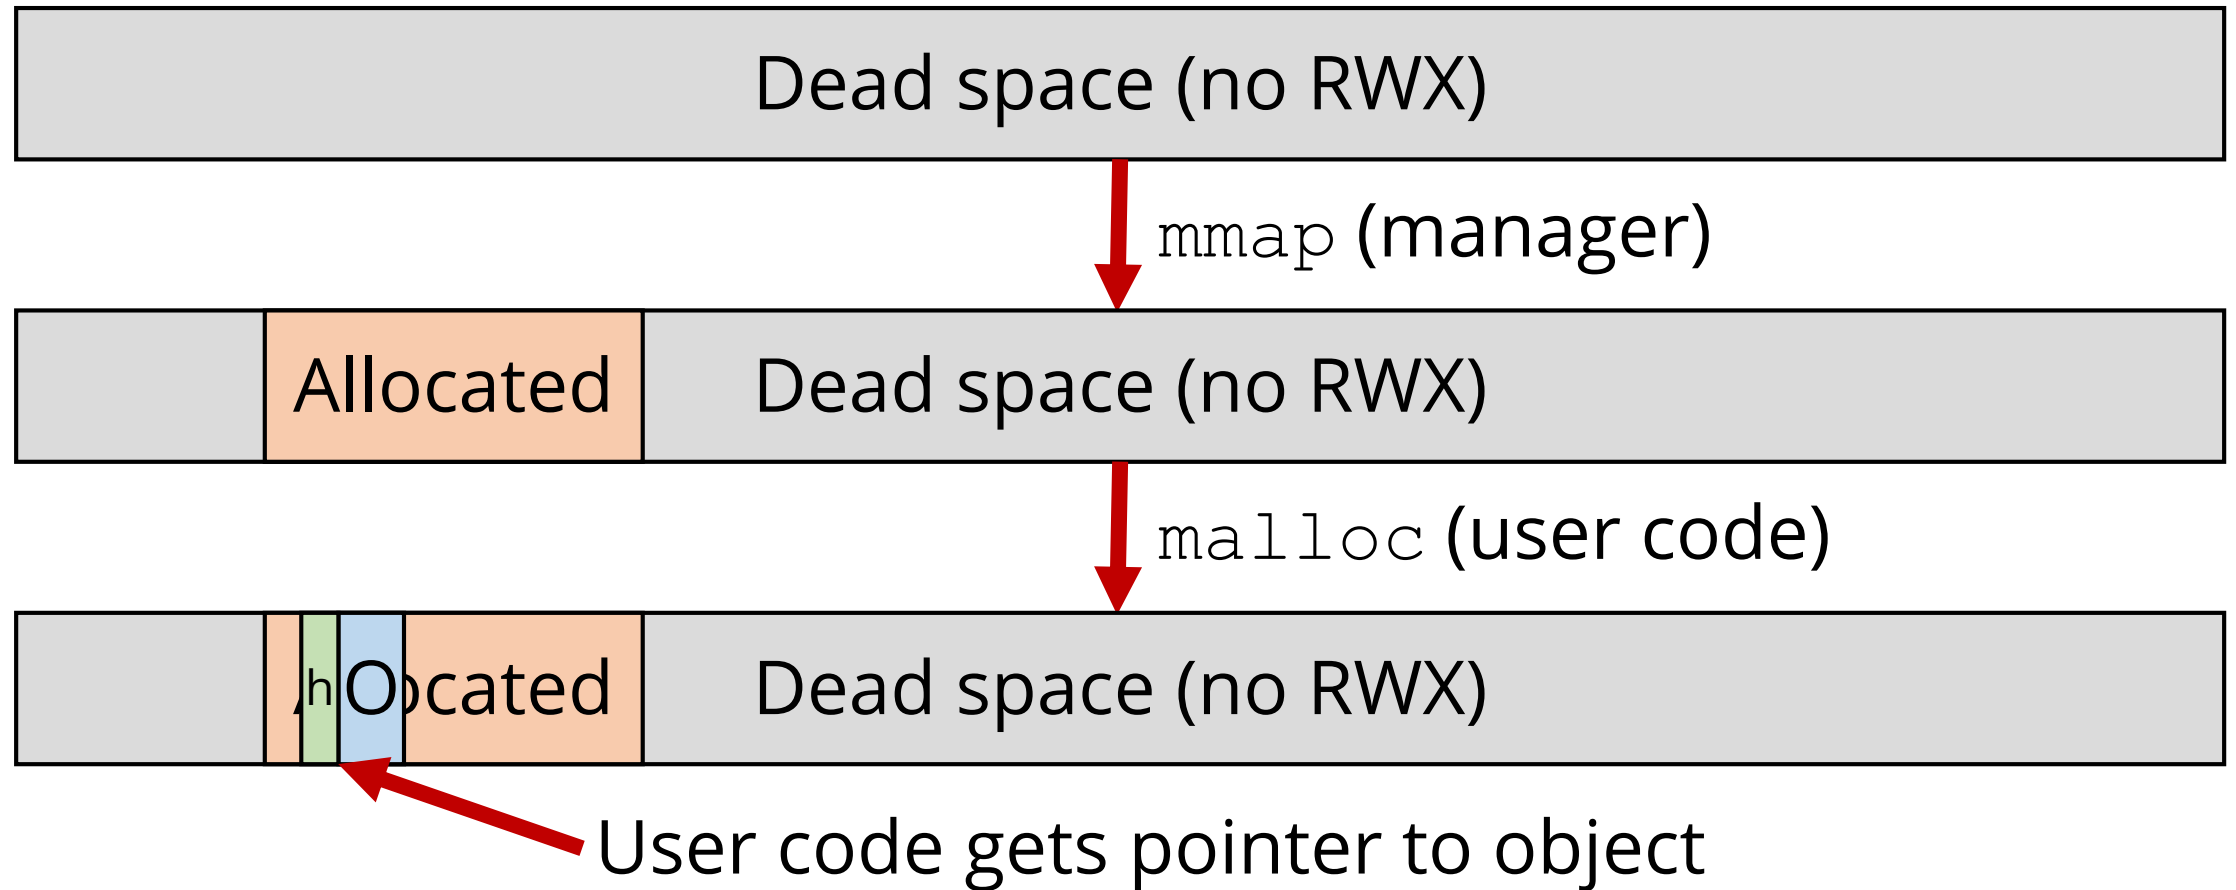 Dead space (no RWX)
mmap (manager)
Allocated Dead space (no RWX)
malloc (user code)
h O ocated Dead space (no RWX)
User code gets pointer to object